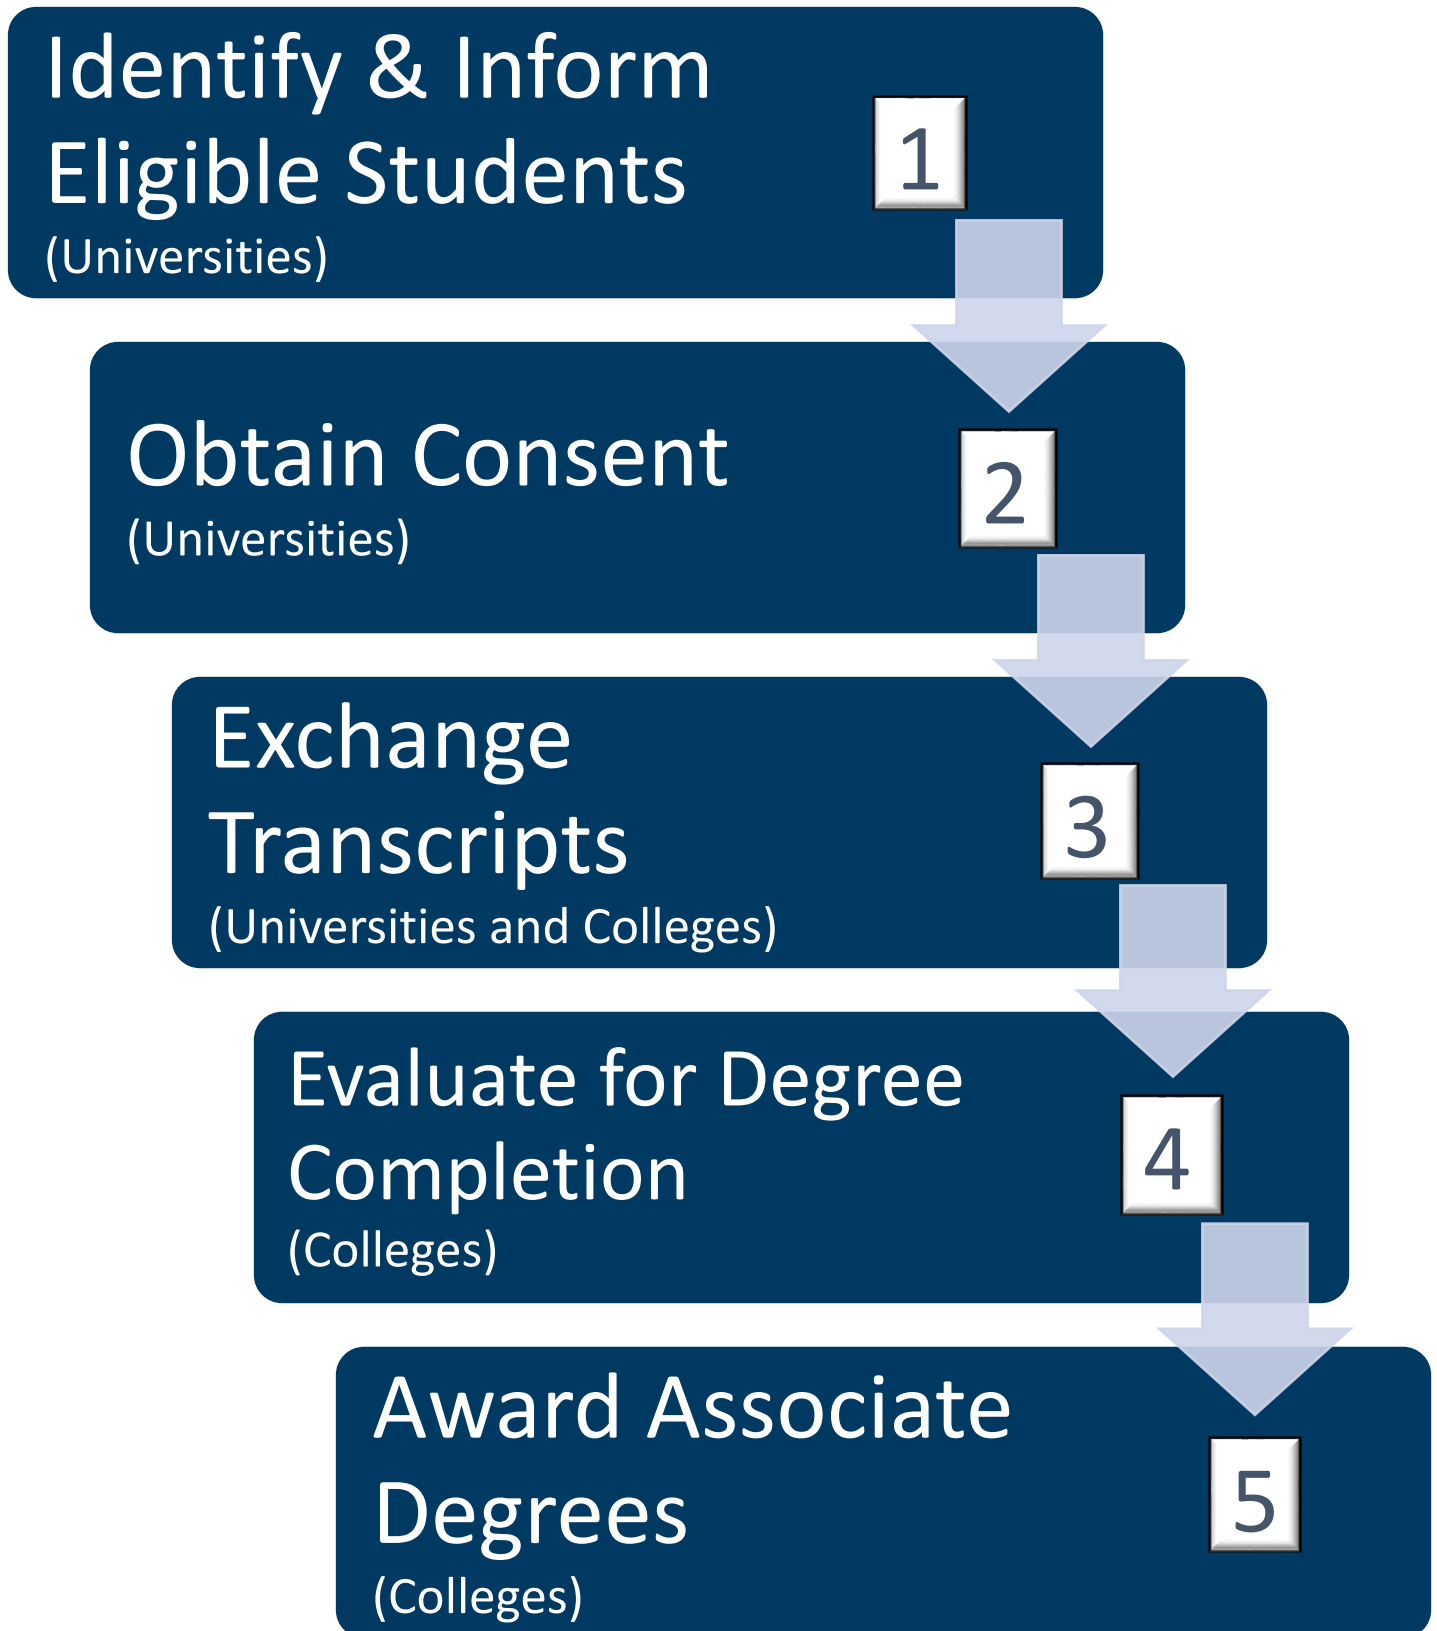 Identify & Inform
Eligible Students
(Universities)
1
Obtain Consent
(Universities)
2
Exchange
Transcripts
(Universities and Colleges)
3
Evaluate for Degree
Completion
(Colleges)
4
Award Associate
Degrees
(Colleges)
5